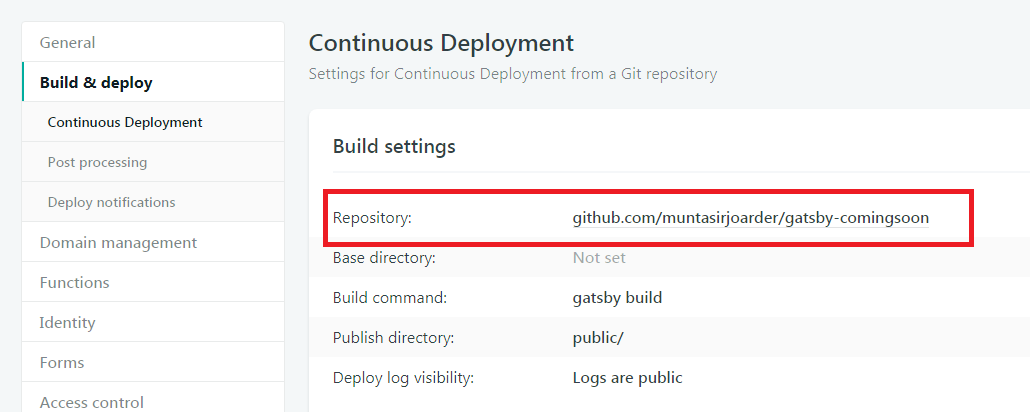 General
Build & deploy
Continuous Deployment
Post processing
Deploy notifications
Domain management
Functions
Identity
Forms
Access control
Continuous Deployment
Settings for Continuous Deployment from a Git repository
Build settings
Repository: github.com/muntasirjoarder/gatsby-comingsoon
Base directory: Not set
Build command: gatsby build
Publish directory: public/
Deploy log visibility: Logs are public